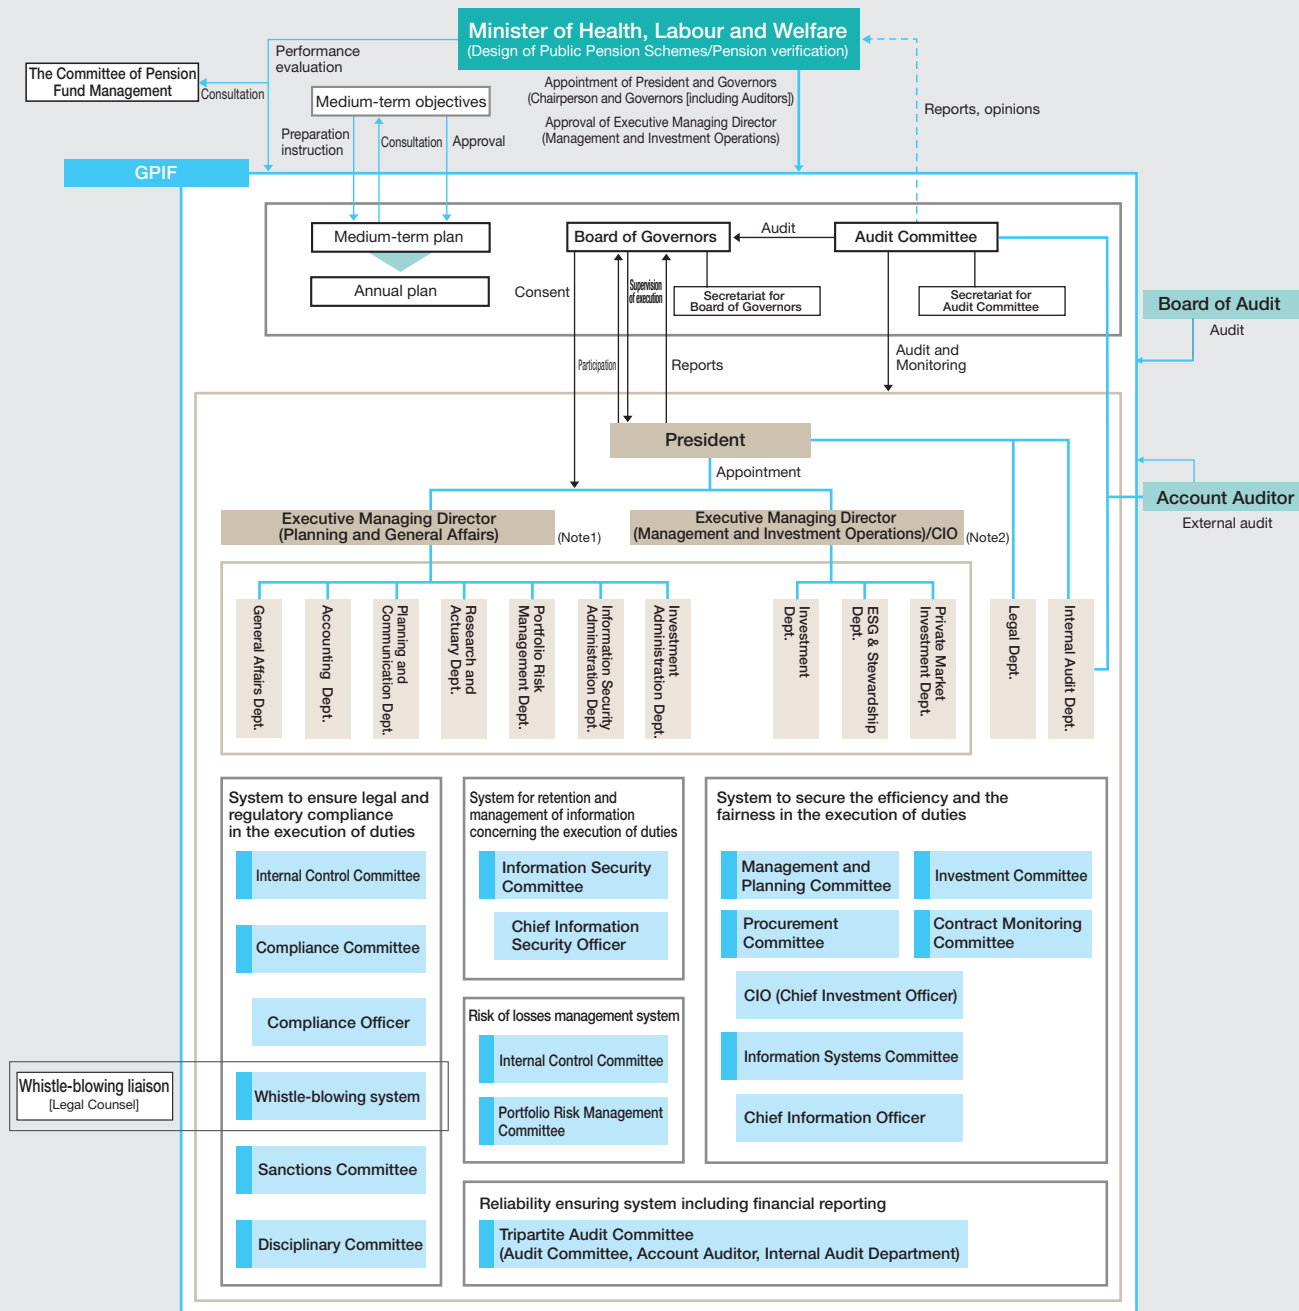 Minister of Health, Labour and Welfare
(Design of Public Pension Schemes/Pension verification)
Performance
evaluation
The Committee of Pension
Fund Management
Consultation
Medium-term objectives
Appointment of President and Governors
(Chairperson and Governors [including Auditors])
Approval of Executive Managing Director
(Management and Investment Operations)
Reports, opinions
Preparation
instruction
Consultation
Approval
GPIF
Medium-term plan
Annual plan
Board of Governors
Audit
Audit Committee
Consent
Supervision
of execution
Secretariat for
Board of Governors
Secretariat for
Audit Committee
Board of Audit
Audit
Participation
Reports
Audit and
Monitoring
President
Appointment
Account Auditor
External audit
Executive Managing Director
(Planning and General Affairs)
(Note1)
Executive Managing Director
(Management and Investment Operations)/CIO
(Note2)
General Affairs Dept.
Accounting Dept.
Planning and
Communication Dept.
Research and
Actuary Dept.
Portfolio Risk
Management Dept.
Information Security
Administration Dept.
Investment
Administration Dept.
Investment
Dept.
ESG & Stewardship
Dept.
Private Market
Investment Dept.
Legal Dept.
Internal Audit Dept.
System to ensure legal and
regulatory compliance
in the execution of duties
Internal Control Committee
Compliance Committee
Compliance Officer
Whistle-blowing liaison
[Legal Counsel]
Whistle-blowing system
Sanctions Committee
Disciplinary Committee
System for retention and
management of information
concerning the execution of duties
Information Security
Committee
Chief Information
Security Officer
Risk of losses management system
Internal Control Committee
Portfolio Risk Management
Committee
System to secure the efficiency and the
fairness in the execution of duties
Management and
Planning Committee
Investment Committee
Procurement
Committee
Contract Monitoring
Committee
CIO (Chief Investment Officer)
Information Systems Committee
Chief Information Officer
Reliability ensuring system including financial reporting
Tripartite Audit Committee
(Audit Committee, Account Auditor, Internal Audit Department)